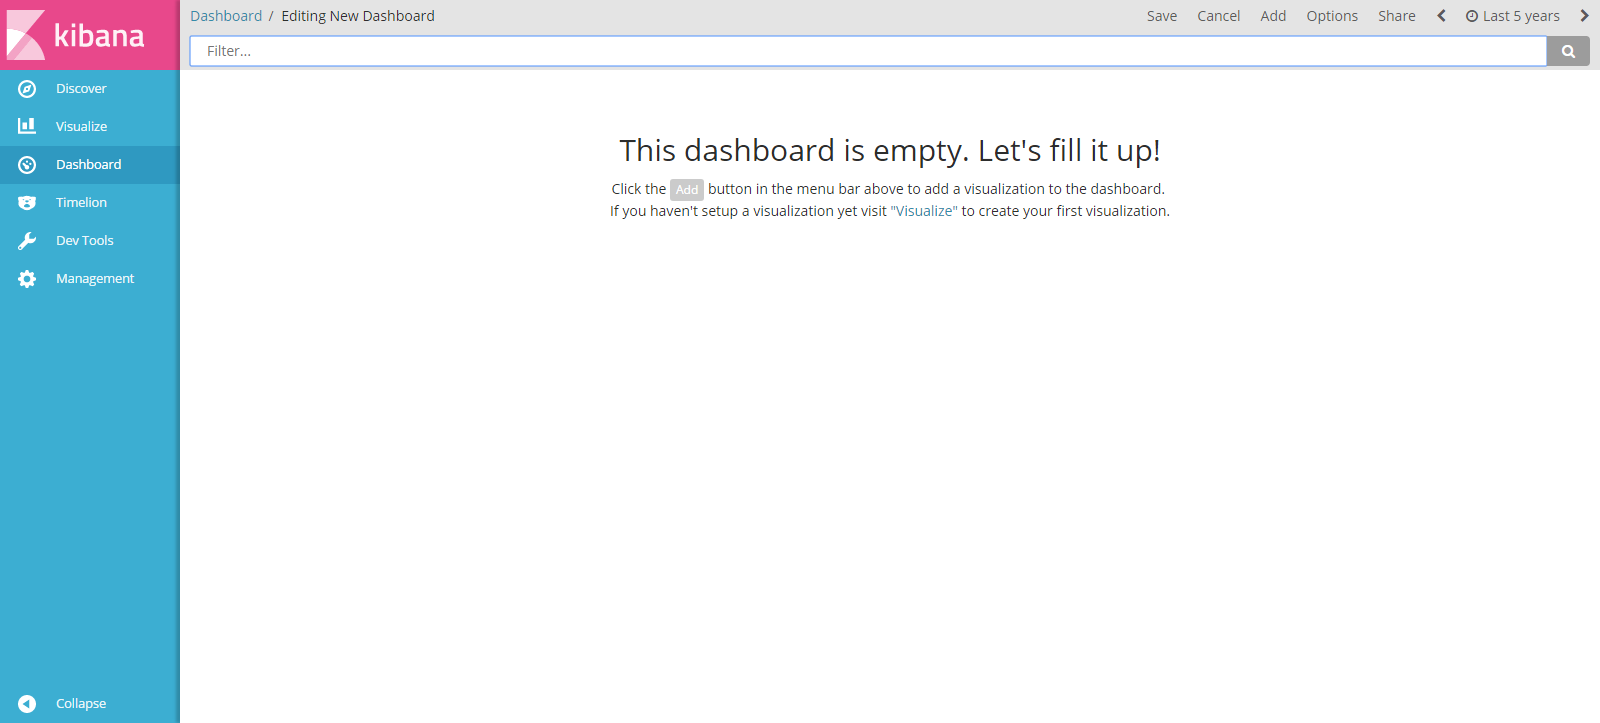 kibana
Discover
Visualize
Dashboard
Timelion
Dev Tools
Management
Collapse
Dashboard / Editing New Dashboard
Save Cancel Add Options Share Last 5 years
Filter...
This dashboard is empty. Let's fill it up!
Click the Add button in the menu bar above to add a visualization to the dashboard.
If you haven't setup a visualization yet visit "Visualize" to create your first visualization.